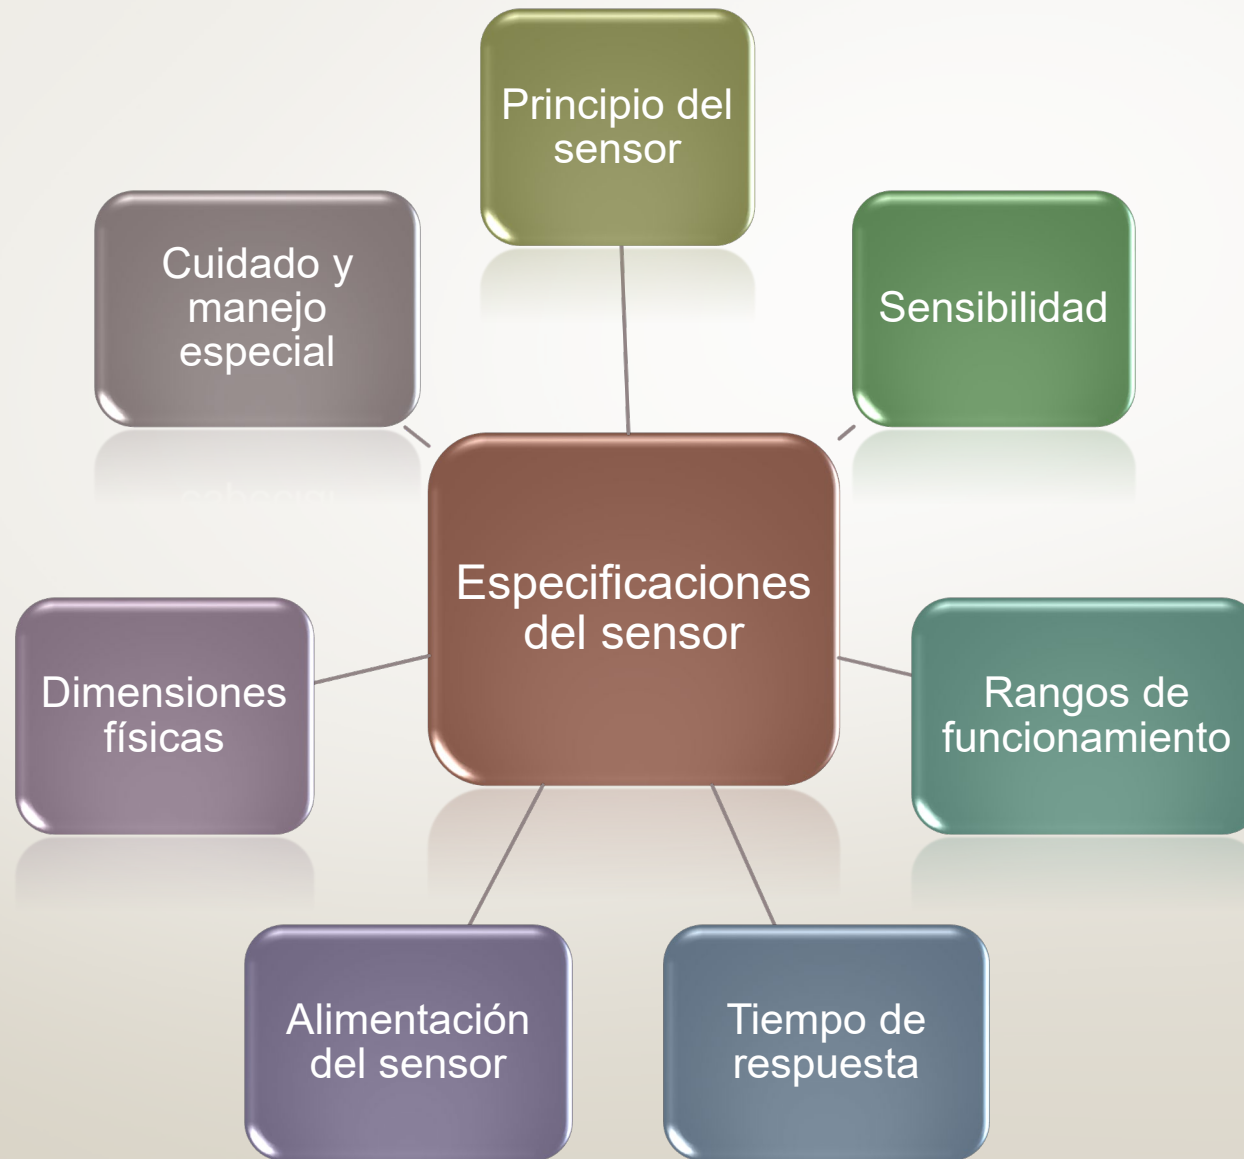 Principio del
sensor
Cuidado y
manejo
especial
Sensibilidad
Especificaciones
del sensor
Dimensiones
físicas
Rangos de
funcionamiento
Alimentación
del sensor
Tiempo de
respuesta